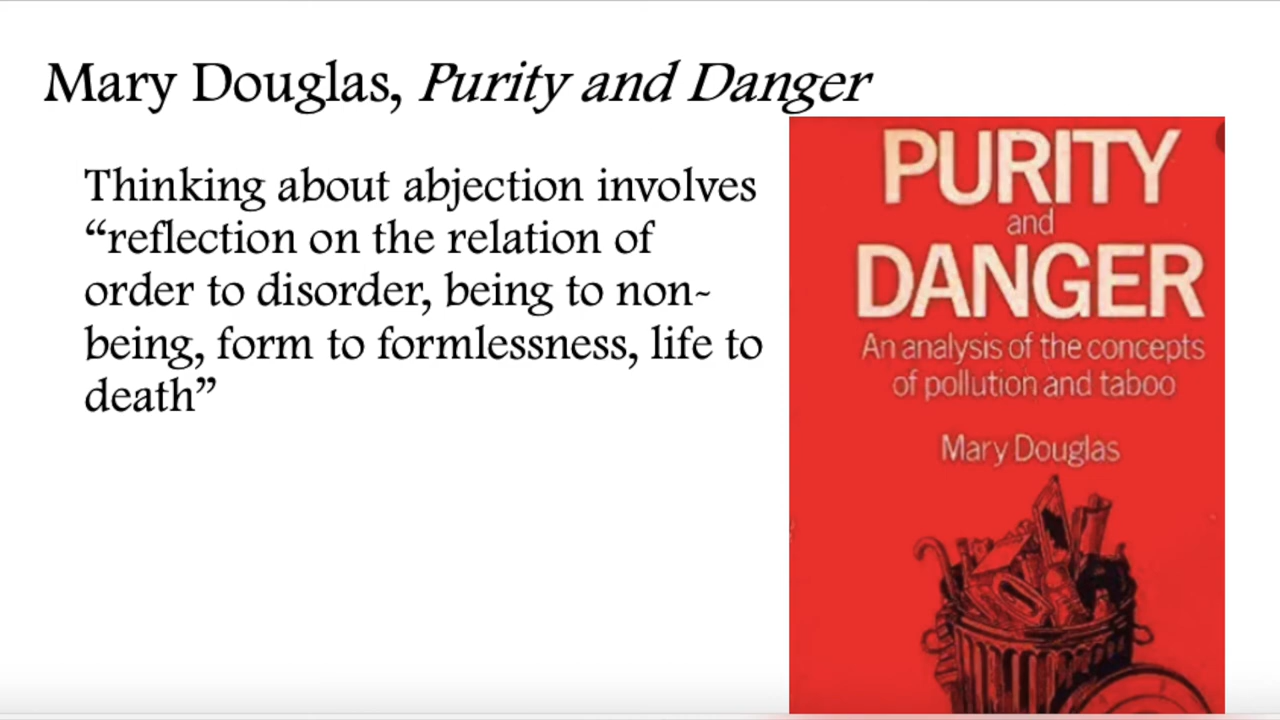 Mary Douglas, Purity and Danger
Thinking about abjection involves
“reflection on the relation of
order to disorder, being to non-
being, form to formlessness, life to
death”
PURITY
and
DANGER
An analysis of the concepts
of pollution and taboo
Mary Douglas